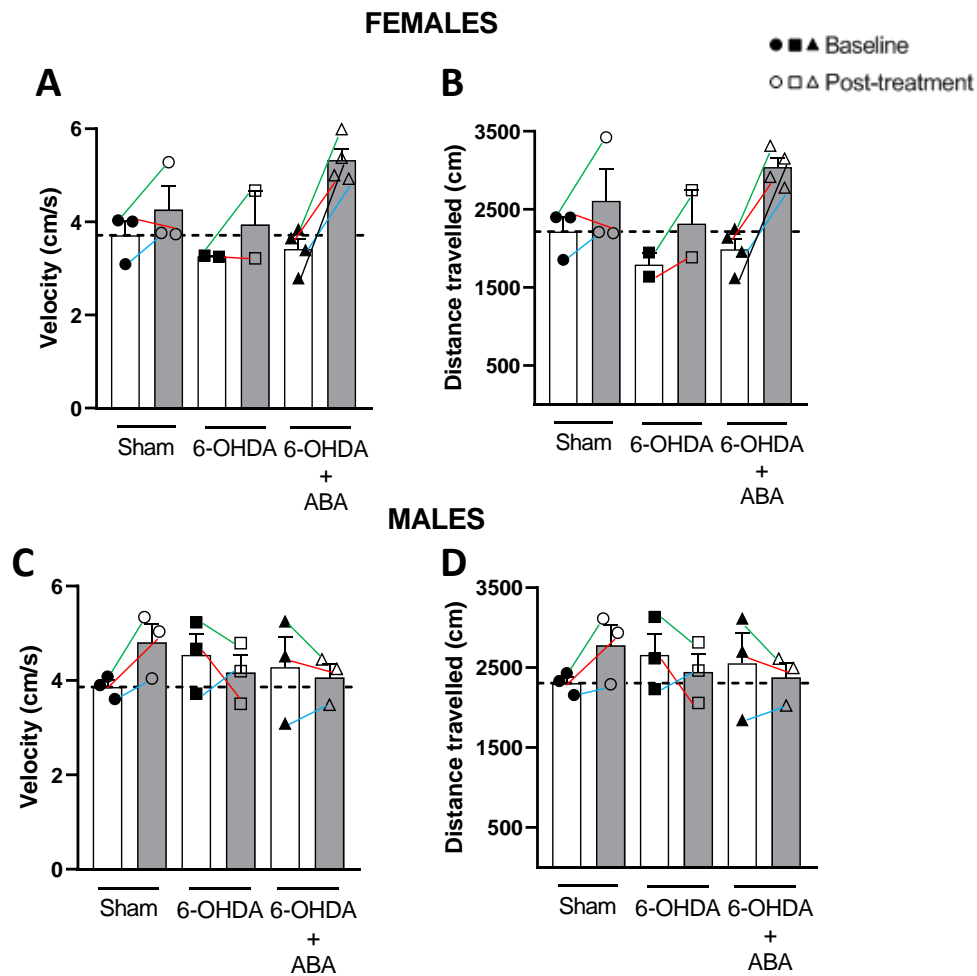 FEMALES
Baseline
Post-treatment
A
Velocity (cm/s)
6
4
2
0
Sham
6-OHDA
6-OHDA
+
ABA
B
Distance travelled (cm)
3500
2500
1500
500
Sham
6-OHDA
6-OHDA
+
ABA
MALES
C
Velocity (cm/s)
6
4
2
0
Sham
6-OHDA
6-OHDA
+
ABA
D
Distance travelled (cm)
3500
2500
1500
500
Sham
6-OHDA
6-OHDA
+
ABA